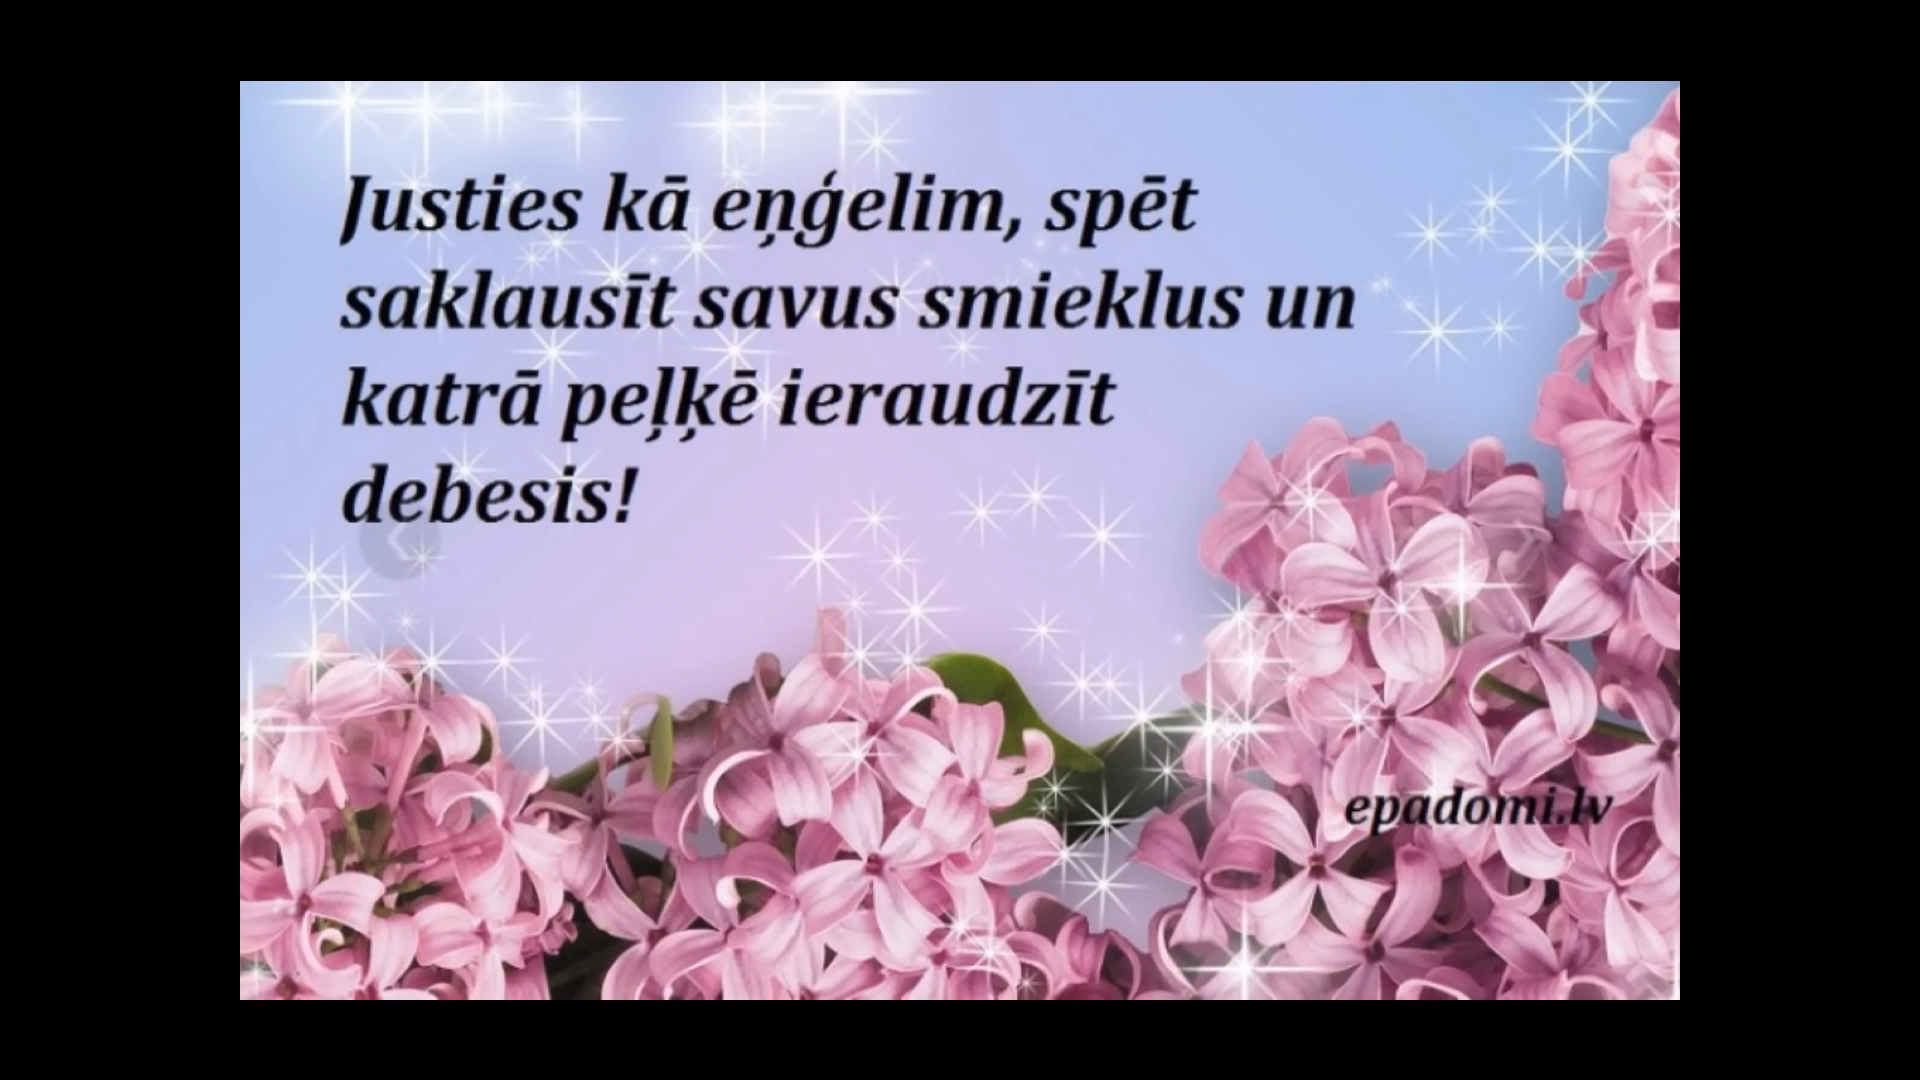 Justies kā eņģelim, spēt
saklausīt savus smieklus un
katrā peļķē ieraudzīt
debesis!
epadomi.lv